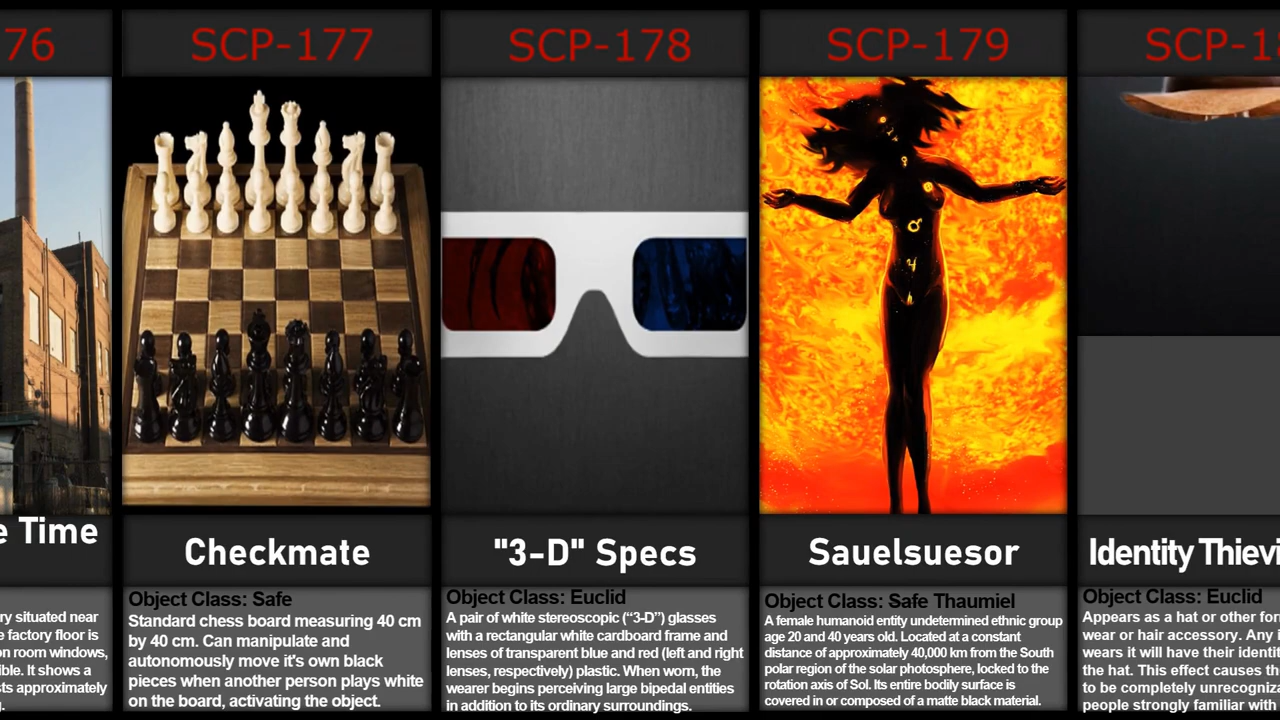 76
SCP-177
SCP-178
SCP-179
SCP-1
e Time
Checkmate
"3-D" Specs
Sauelsuesor
Identity Thievi
ry situated near
e factory floor is
on room windows,
ible. It shows a
sts approximately
g.
Object Class: Safe
Standard chess board measuring 40 cm
by 40 cm. Can manipulate and
autonomously move it's own black
pieces when another person plays white
on the board, activating the object.
Object Class: Euclid
A pair of white stereoscopic (“3-D”) glasses
with a rectangular white cardboard frame and
lenses of transparent blue and red (left and right
lenses, respectively) plastic. When worn, the
wearer begins perceiving large bipedal entities
in addition to its ordinary surroundings.
Object Class: Safe Thaumiel
A female humanoid entity undetermined ethnic group
age 20 and 40 years old. Located at a constant
distance of approximately 40,000 km from the South
polar region of the solar photosphere, locked to the
rotation axis of Sol. Its entire bodily surface is
covered in or composed of a matte black material.
Object Class: Euclid
Appears as a hat or other for
wear or hair accessory. Any i
wears it will have their identit
the hat. This effect causes th
to be completely unrecogniza
people strongly familiar with